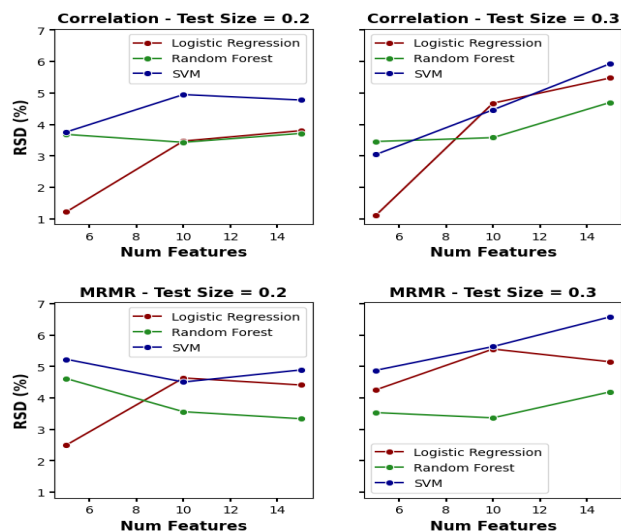 Correlation - Test Size = 0.2
Correlation - Test Size = 0.3
7
6
5
4
3
2
1
RSD (%)
Logistic Regression
Random Forest
SVM
6
8
10
12
14
Num Features
Logistic Regression
Random Forest
SVM
6
8
10
12
14
Num Features
MRMR - Test Size = 0.2
MRMR - Test Size = 0.3
7
6
5
4
3
2
1
RSD (%)
Logistic Regression
Random Forest
SVM
6
8
10
12
14
Num Features
Logistic Regression
Random Forest
SVM
6
8
10
12
14
Num Features